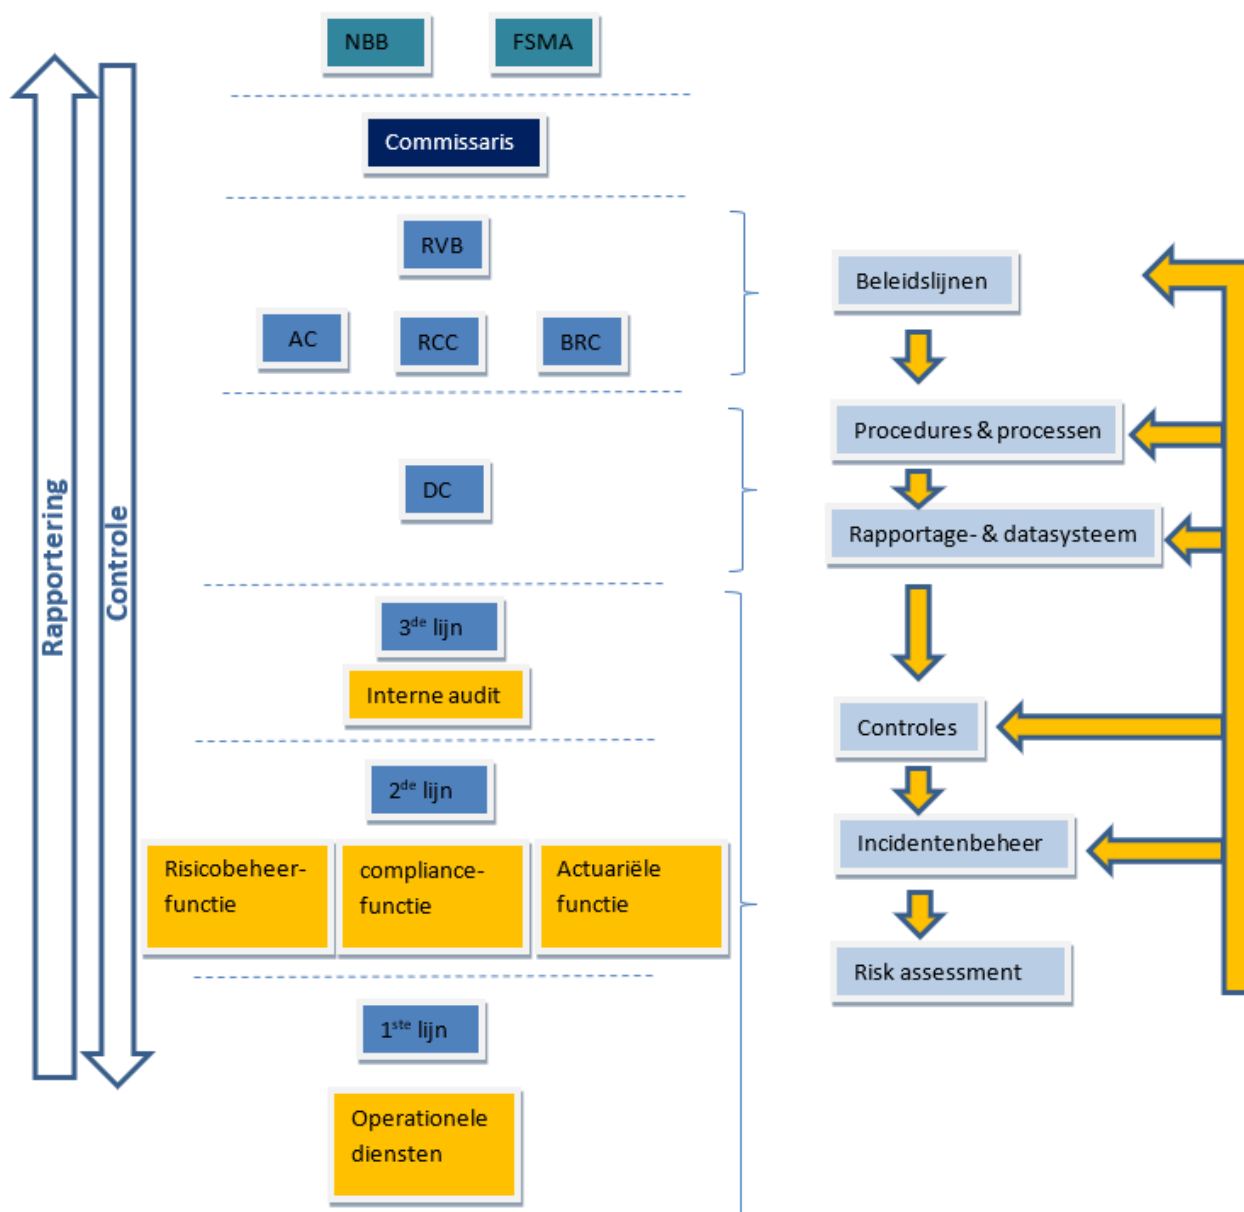 NBB
FSMA
Commissaris
RVB
AC
RCC
BRC
DC
3de lijn
Interne audit
2de lijn
Risicobeheer-
functie
compliance-
functie
Actuariële
functie
1ste lijn
Operationele
diensten
Rapportering
Controle
Beleidslijnen
Procedures & processen
Rapportage- & datasysteem
Controles
Incidentenbeheer
Risk assessment